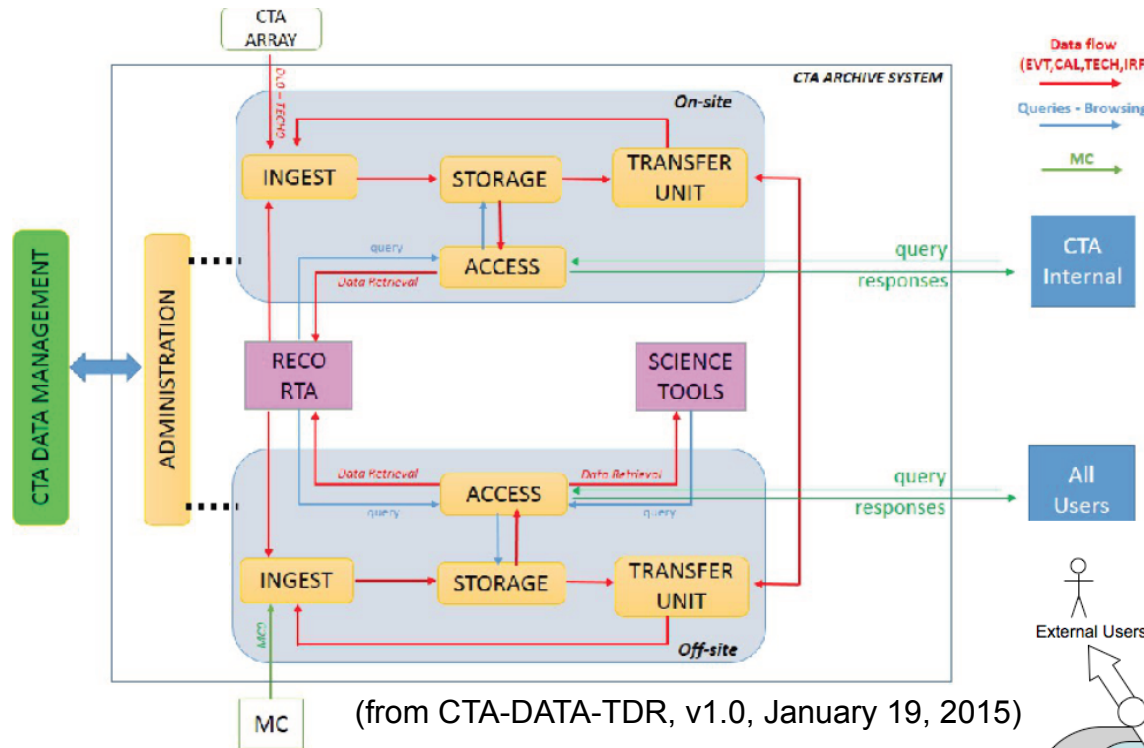 CTA
ARRAY
Data flow
(EVT,CAL,TECH,IRF
CTA ARCHIVE SYSTEM
On-site
Queries - Browsing
MC
INGEST
STORAGE
TRANSFER
UNIT
query
ACCESS
Data Retrieval
query
responses
CTA
Internal
CTA DATA MANAGEMENT
ADMINISTRATION
RECO
RTA
SCIENCE
TOOLS
Data Retrieval
ACCESS
Data Retrieval
query
query
query
responses
All
Users
INGEST
STORAGE
TRANSFER
UNIT
Off-site
External Users
MC
(from CTA-DATA-TDR, v1.0, January 19, 2015)